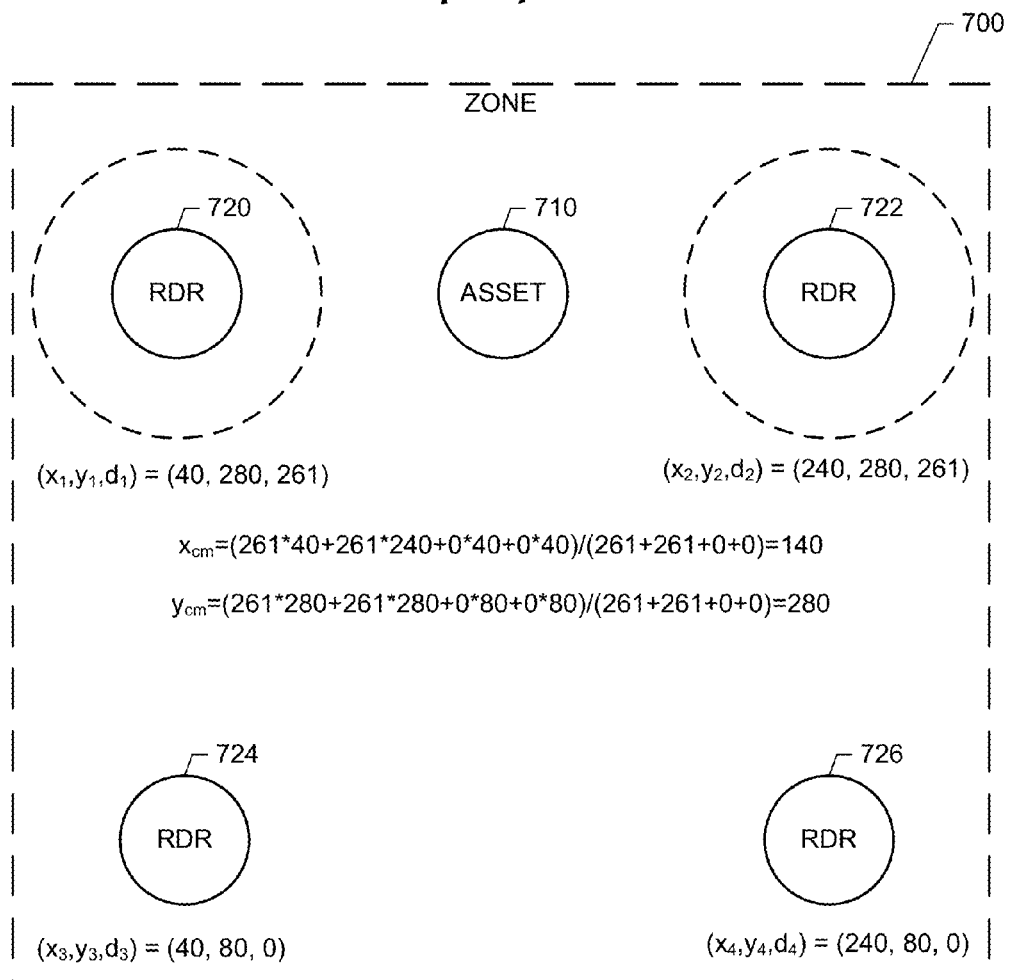 700
ZONE
720
710
722
RDR
ASSET
RDR
(x₁,y₁,d₁) = (40, 280, 261)
(x₂,y₂,d₂) = (240, 280, 261)
x_cm=(261*40+261*240+0*40+0*40)/(261+261+0+0)=140
y_cm=(261*280+261*280+0*80+0*80)/(261+261+0+0)=280
724
726
RDR
RDR
(x₃,y₃,d₃) = (40, 80, 0)
(x₄,y₄,d₄) = (240, 80, 0)